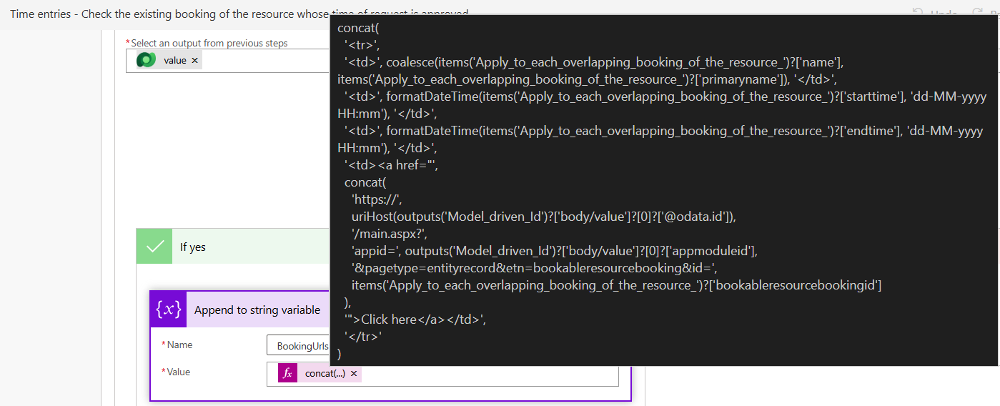 Time entries - Check the existing booking of the resource whose time of request is approved
Undo
* Select an output from previous steps
value ×
If yes
{x} Append to string variable
* Name
BookingUrls
* Value
fx concat(...) ×
concat(
'<tr>',
'<td>', coalesce(items('Apply_to_each_overlapping_booking_of_the_resource_')?['name'],
items('Apply_to_each_overlapping_booking_of_the_resource_')?['primaryname']), '</td>',
'<td>', formatDateTime(items('Apply_to_each_overlapping_booking_of_the_resource_')?['starttime'], 'dd-MM-yyyy
HH:mm'), '</td>',
'<td>', formatDateTime(items('Apply_to_each_overlapping_booking_of_the_resource_')?['endtime'], 'dd-MM-yyyy
HH:mm'), '</td>',
'<td><a href="',
concat(
'https://',
uriHost(outputs('Model_driven_Id')?['body/value']?[0]?['@odata.id']),
'/main.aspx?',
'appid=', outputs('Model_driven_Id')?['body/value']?[0]?['appmoduleid'],
'&pagetype=entityrecord&etn=bookableresourcebooking&id=',
items('Apply_to_each_overlapping_booking_of_the_resource_')?['bookableresourcebookingid']
),
'">Click here</a></td>',
'</tr>'
)